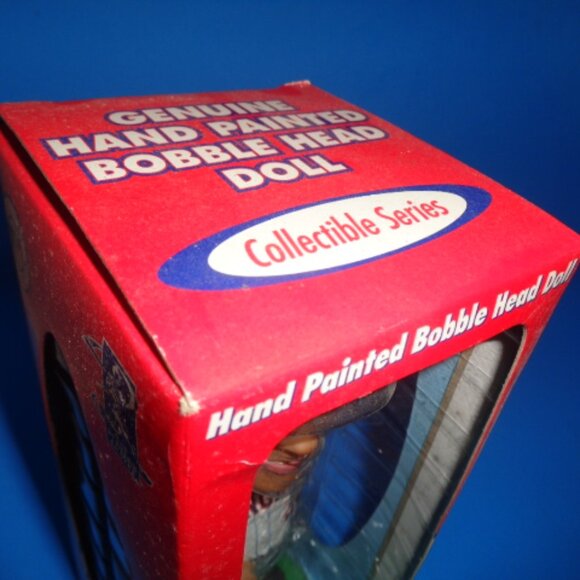 GENUINE
HAND PAINTED
BOBBLE HEAD
DOLL
Collectible Series
Hand Painted Bobble Head Doll